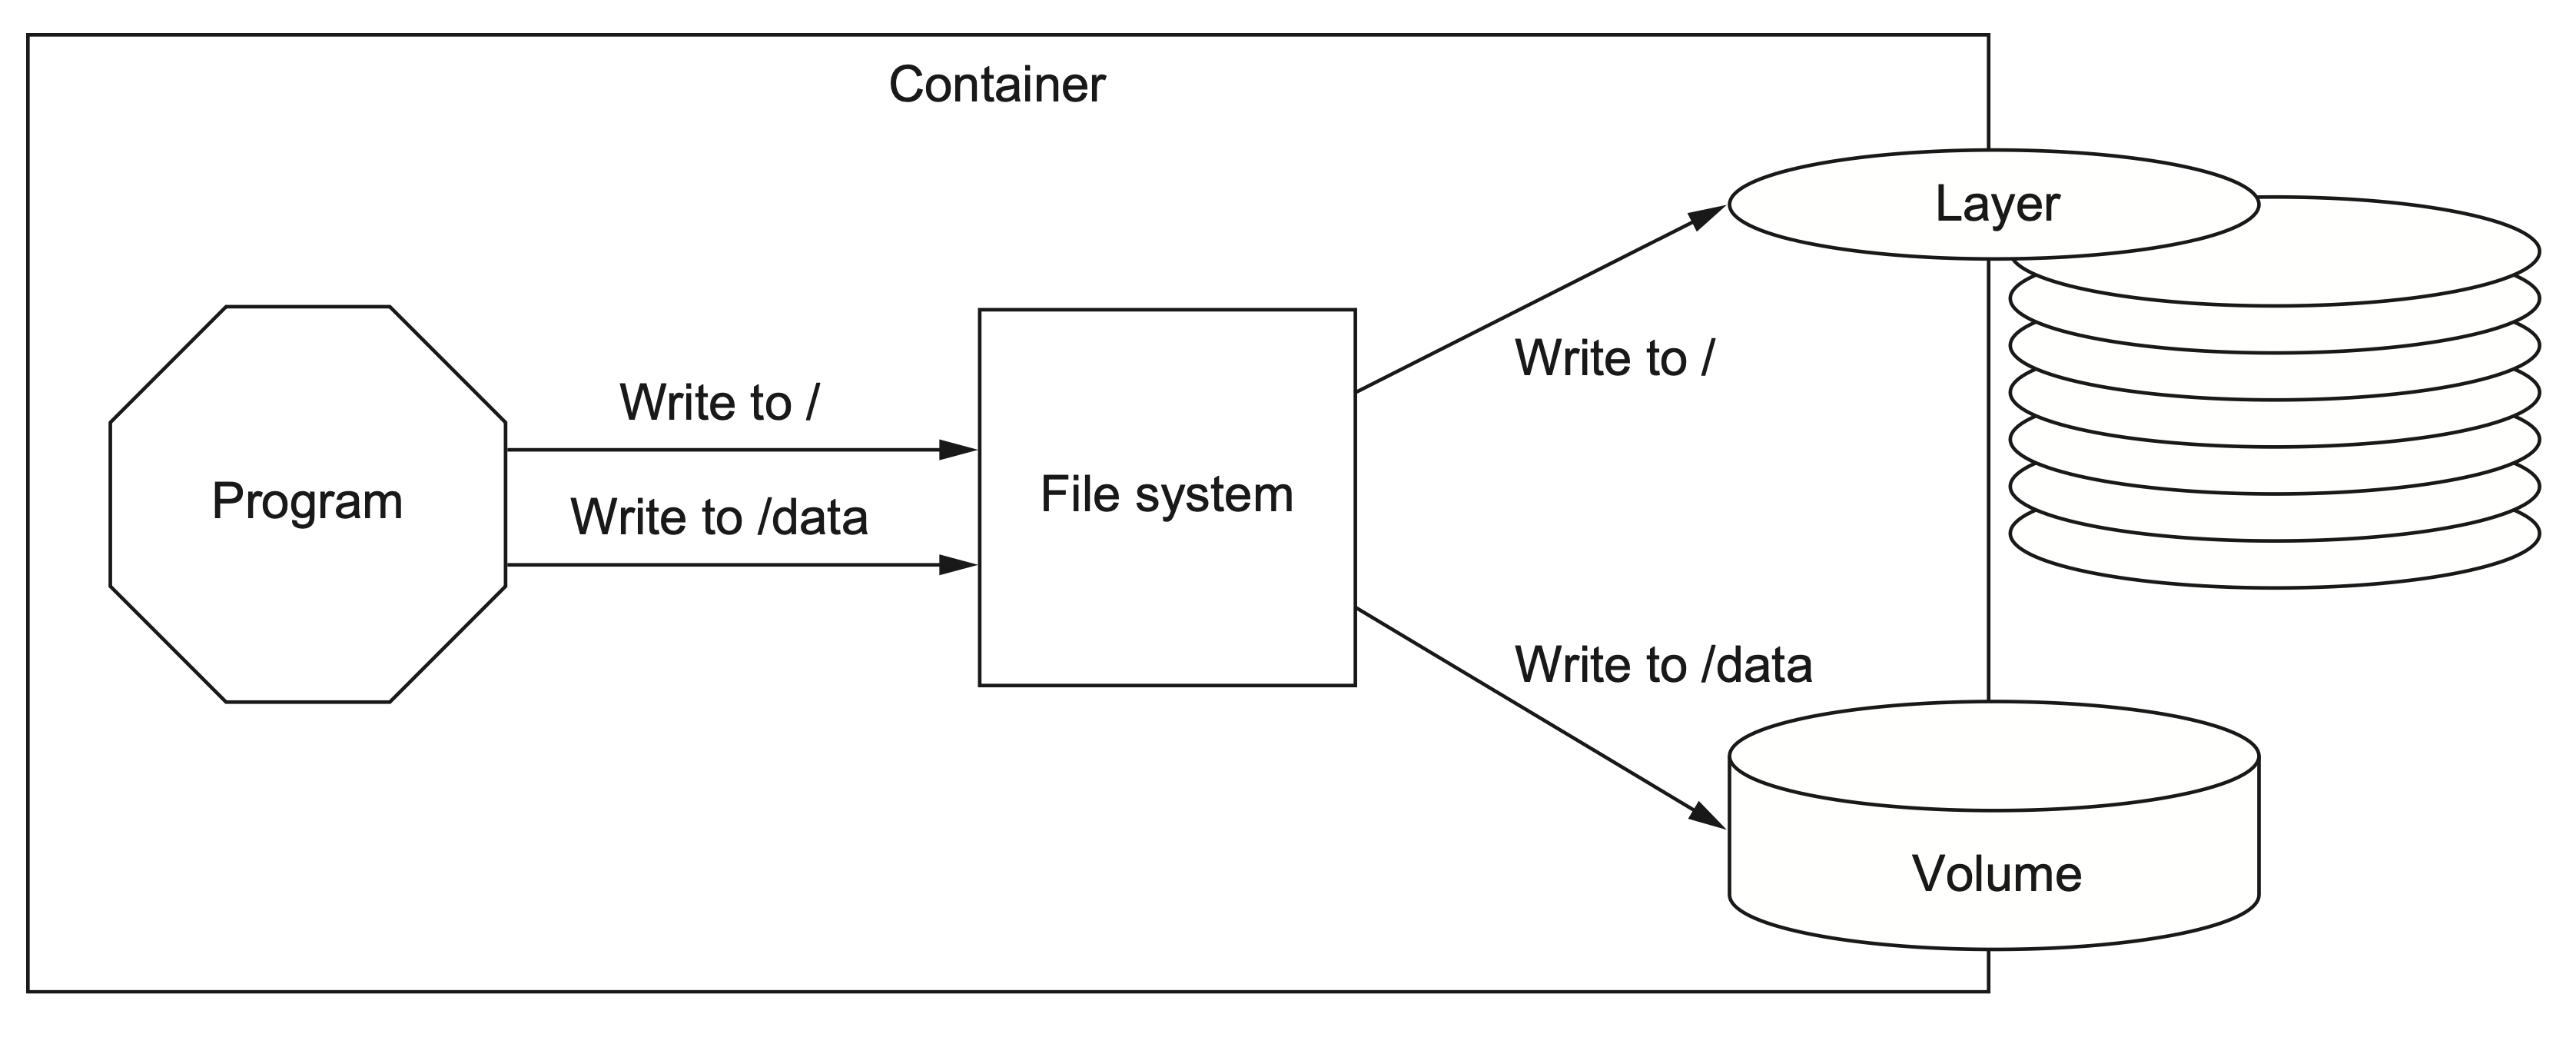 Container
Layer
Write to /
Write to /
Program
File system
Write to /data
Write to /data
Volume